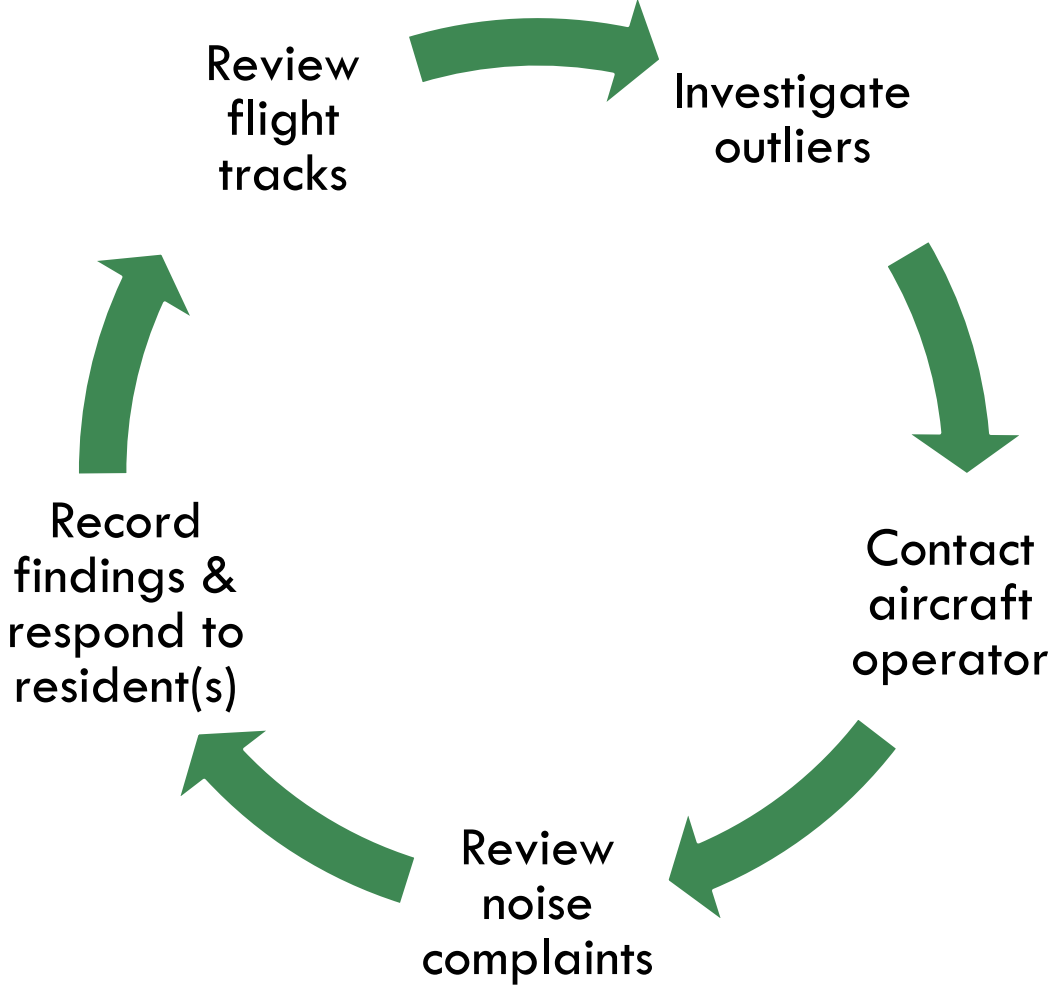 Review
flight
tracks
Investigate
outliers
Contact
aircraft
operator
Review
noise
complaints
Record
findings &
respond to
resident(s)